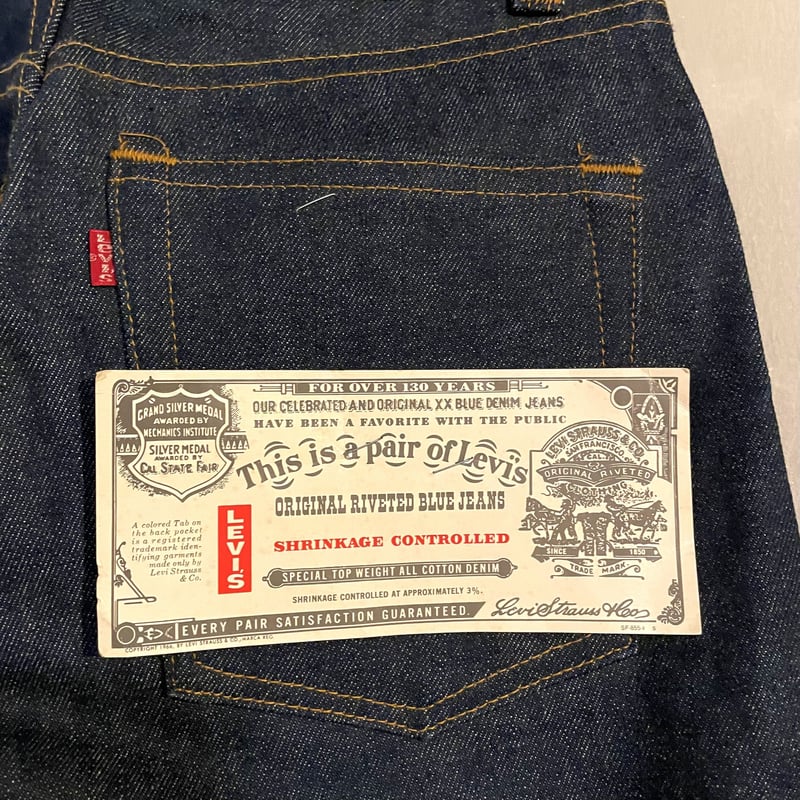 LEVI'S
FOR OVER 130 YEARS
OUR CELEBRATED AND ORIGINAL XX BLUE DENIM JEANS
HAVE BEEN A FAVORITE WITH THE PUBLIC
GRAND SILVER MEDAL
AWARDED BY
MECHANICS INSTITUTE
SILVER MEDAL
AWARDED BY
CAL STATE FAIR
This is a pair of Levi's
ORIGINAL RIVETED BLUE JEANS
LEVI STRAUSS & CO.
SAN FRANCISCO,
CAL.
ORIGINAL RIVETED
CLOTHING
SINCE 1850
TRADE MARK
A colored Tab on
the back pocket
is a registered
trademark iden-
tifying garments
made only by
Levi Strauss
& Co.
LEVI'S
SHRINKAGE CONTROLLED
SPECIAL TOP WEIGHT ALL COTTON DENIM
SHRINKAGE CONTROLLED AT APPROXIMATELY 3%.
EVERY PAIR SATISFACTION GUARANTEED.
Levi Strauss & Co
COPYRIGHT 1966, BY LEVI STRAUSS & CO., MARCA REG.